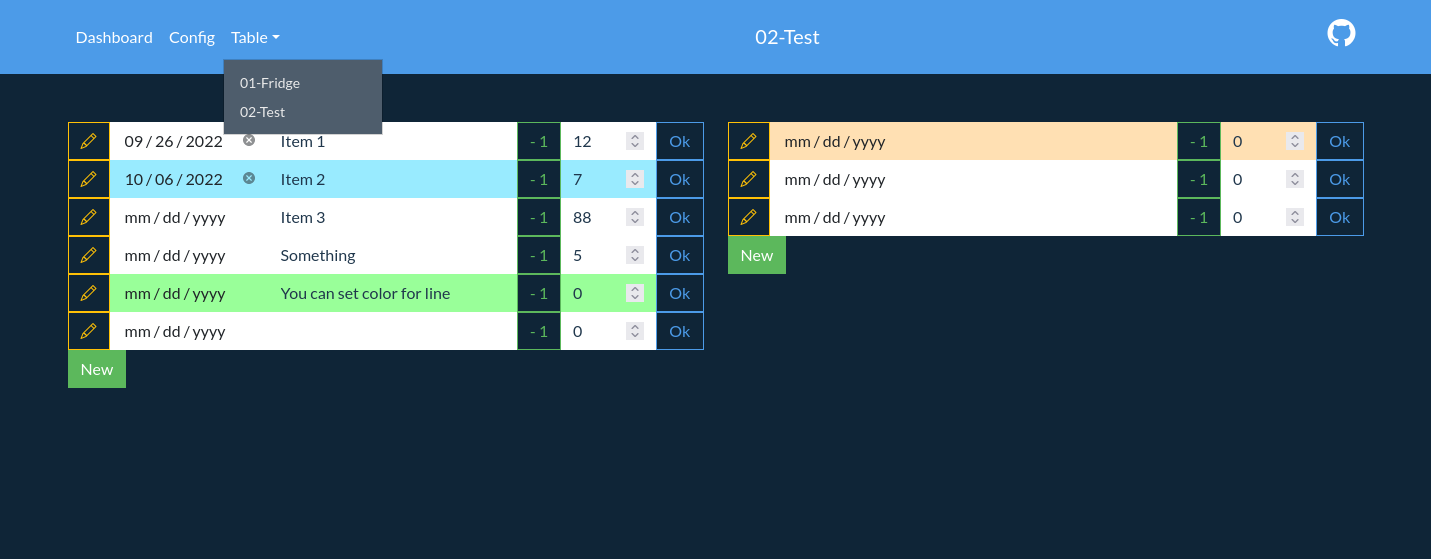 Dashboard Config Table 02-Test
01-Fridge
02-Test
09 / 26 / 2022 Item 1 - 1 12 Ok
10 / 06 / 2022 Item 2 - 1 7 Ok
mm / dd / yyyy Item 3 - 1 88 Ok
mm / dd / yyyy Something - 1 5 Ok
mm / dd / yyyy You can set color for line - 1 0 Ok
mm / dd / yyyy - 1 0 Ok
New
mm / dd / yyyy - 1 0 Ok
mm / dd / yyyy - 1 0 Ok
mm / dd / yyyy - 1 0 Ok
New